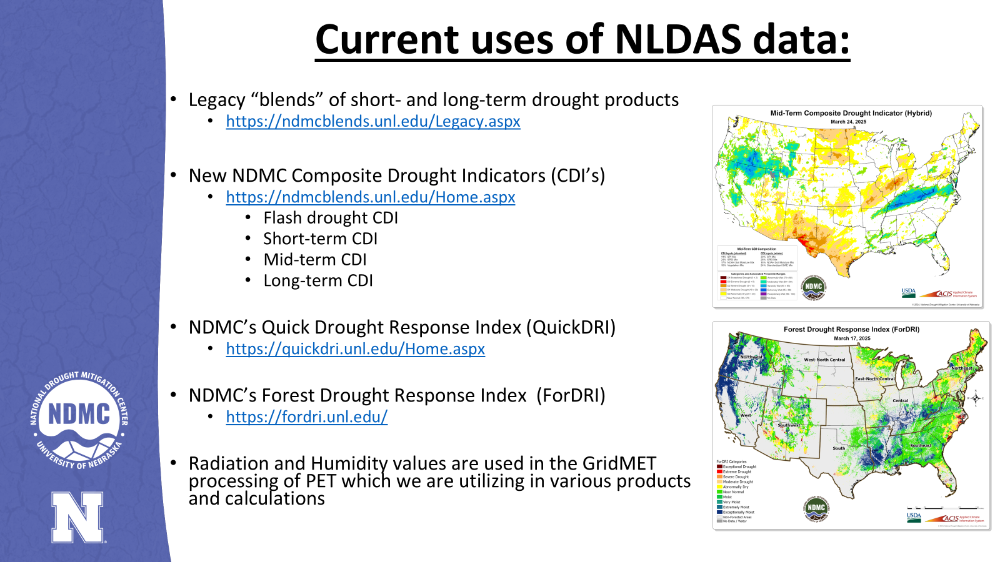 Current uses of NLDAS data:
• Legacy “blends” of short- and long-term drought products
• https://ndmcblends.unl.edu/Legacy.aspx
• New NDMC Composite Drought Indicators (CDI’s)
• https://ndmcblends.unl.edu/Home.aspx
• Flash drought CDI
• Short-term CDI
• Mid-term CDI
• Long-term CDI
• NDMC’s Quick Drought Response Index (QuickDRI)
• https://quickdri.unl.edu/Home.aspx
• NDMC’s Forest Drought Response Index  (ForDRI)
• https://fordri.unl.edu/
• Radiation and Humidity values are used in the GridMET
processing of PET which we are utilizing in various products
and calculations
NATIONAL DROUGHT MITIGATION CENTER
NDMC
UNIVERSITY OF NEBRASKA
N
Mid-Term Composite Drought Indicator (Hybrid)
March 24, 2025
Mid-Term CDI Composition
CDI Inputs (standard)
CDI Inputs (winter)
Categories and Associated Percentile Ranges
NDMC
USDA
ACIS Applied Climate
Information System
Forest Drought Response Index (ForDRI)
March 17, 2025
Northwest
West-North Central
East-North Central
Northeast
Central
West
Southwest
South
Southeast
ForDRI Categories
Exceptional Drought
Extreme Drought
Severe Drought
Moderate Drought
Abnormally Dry
Near Normal
Moist
Very Moist
Extremely Moist
Exceptionally Moist
Non-Forested Areas
No Data / Water
NDMC
USDA
ACIS Applied Climate
Information System